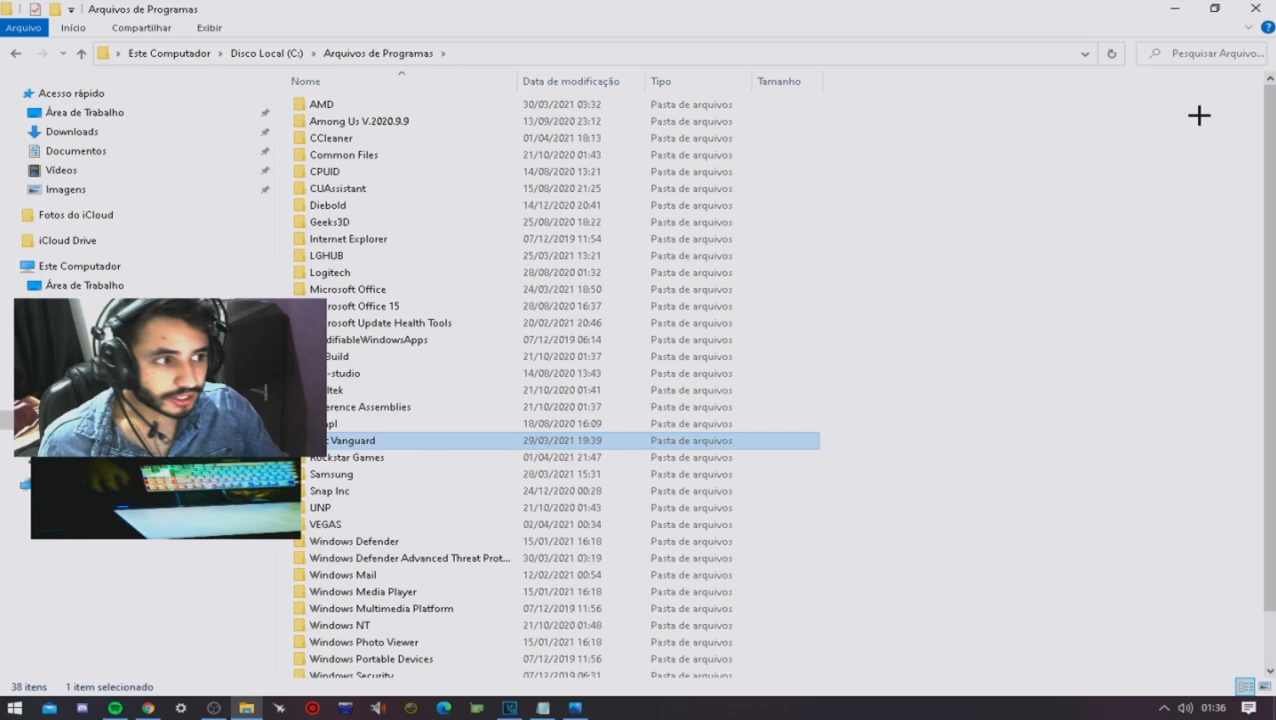 Arquivos de Programas
Arquivo Início Compartilhar Exibir
Este Computador > Disco Local (C:) > Arquivos de Programas >
Pesquisar Arquivo...
Nome Data de modificação Tipo Tamanho
Acesso rápido
Área de Trabalho
Downloads
Documentos
Vídeos
Imagens
Fotos do iCloud
iCloud Drive
Este Computador
Área de Trabalho
AMD 30/03/2021 03:32 Pasta de arquivos
Among Us V.2020.9.9 13/09/2020 23:12 Pasta de arquivos
CCleaner 01/04/2021 18:13 Pasta de arquivos
Common Files 21/10/2020 01:43 Pasta de arquivos
CPUID 14/08/2020 13:21 Pasta de arquivos
CUAssistant 15/08/2020 21:25 Pasta de arquivos
Diebold 14/12/2020 20:41 Pasta de arquivos
Geeks3D 25/08/2020 18:22 Pasta de arquivos
Internet Explorer 07/12/2019 11:54 Pasta de arquivos
LGHUB 25/03/2021 13:21 Pasta de arquivos
Logitech 28/08/2020 01:32 Pasta de arquivos
Microsoft Office 24/03/2021 18:50 Pasta de arquivos
rosoft Office 15 28/08/2020 16:37 Pasta de arquivos
rosoft Update Health Tools 20/02/2021 20:46 Pasta de arquivos
difiableWindowsApps 07/12/2019 06:14 Pasta de arquivos
Build 21/10/2020 01:37 Pasta de arquivos
-studio 14/08/2020 13:43 Pasta de arquivos
ltek 21/10/2020 01:41 Pasta de arquivos
erence Assemblies 21/10/2020 01:37 Pasta de arquivos
pl 18/08/2020 16:09 Pasta de arquivos
t Vanguard 29/03/2021 19:39 Pasta de arquivos
Rockstar Games 01/04/2021 21:47 Pasta de arquivos
Samsung 28/03/2021 15:31 Pasta de arquivos
Snap Inc 24/12/2020 00:28 Pasta de arquivos
UNP 21/10/2020 01:43 Pasta de arquivos
VEGAS 02/04/2021 00:34 Pasta de arquivos
Windows Defender 15/01/2021 16:18 Pasta de arquivos
Windows Defender Advanced Threat Prot... 30/03/2021 03:19 Pasta de arquivos
Windows Mail 12/02/2021 00:54 Pasta de arquivos
Windows Media Player 15/01/2021 16:18 Pasta de arquivos
Windows Multimedia Platform 07/12/2019 11:56 Pasta de arquivos
Windows NT 21/10/2020 01:48 Pasta de arquivos
Windows Photo Viewer 15/01/2021 16:18 Pasta de arquivos
Windows Portable Devices 07/12/2019 11:56 Pasta de arquivos
Windows Security 07/12/2019 06:31 Pasta de arquivos
38 itens 1 item selecionado
01:36